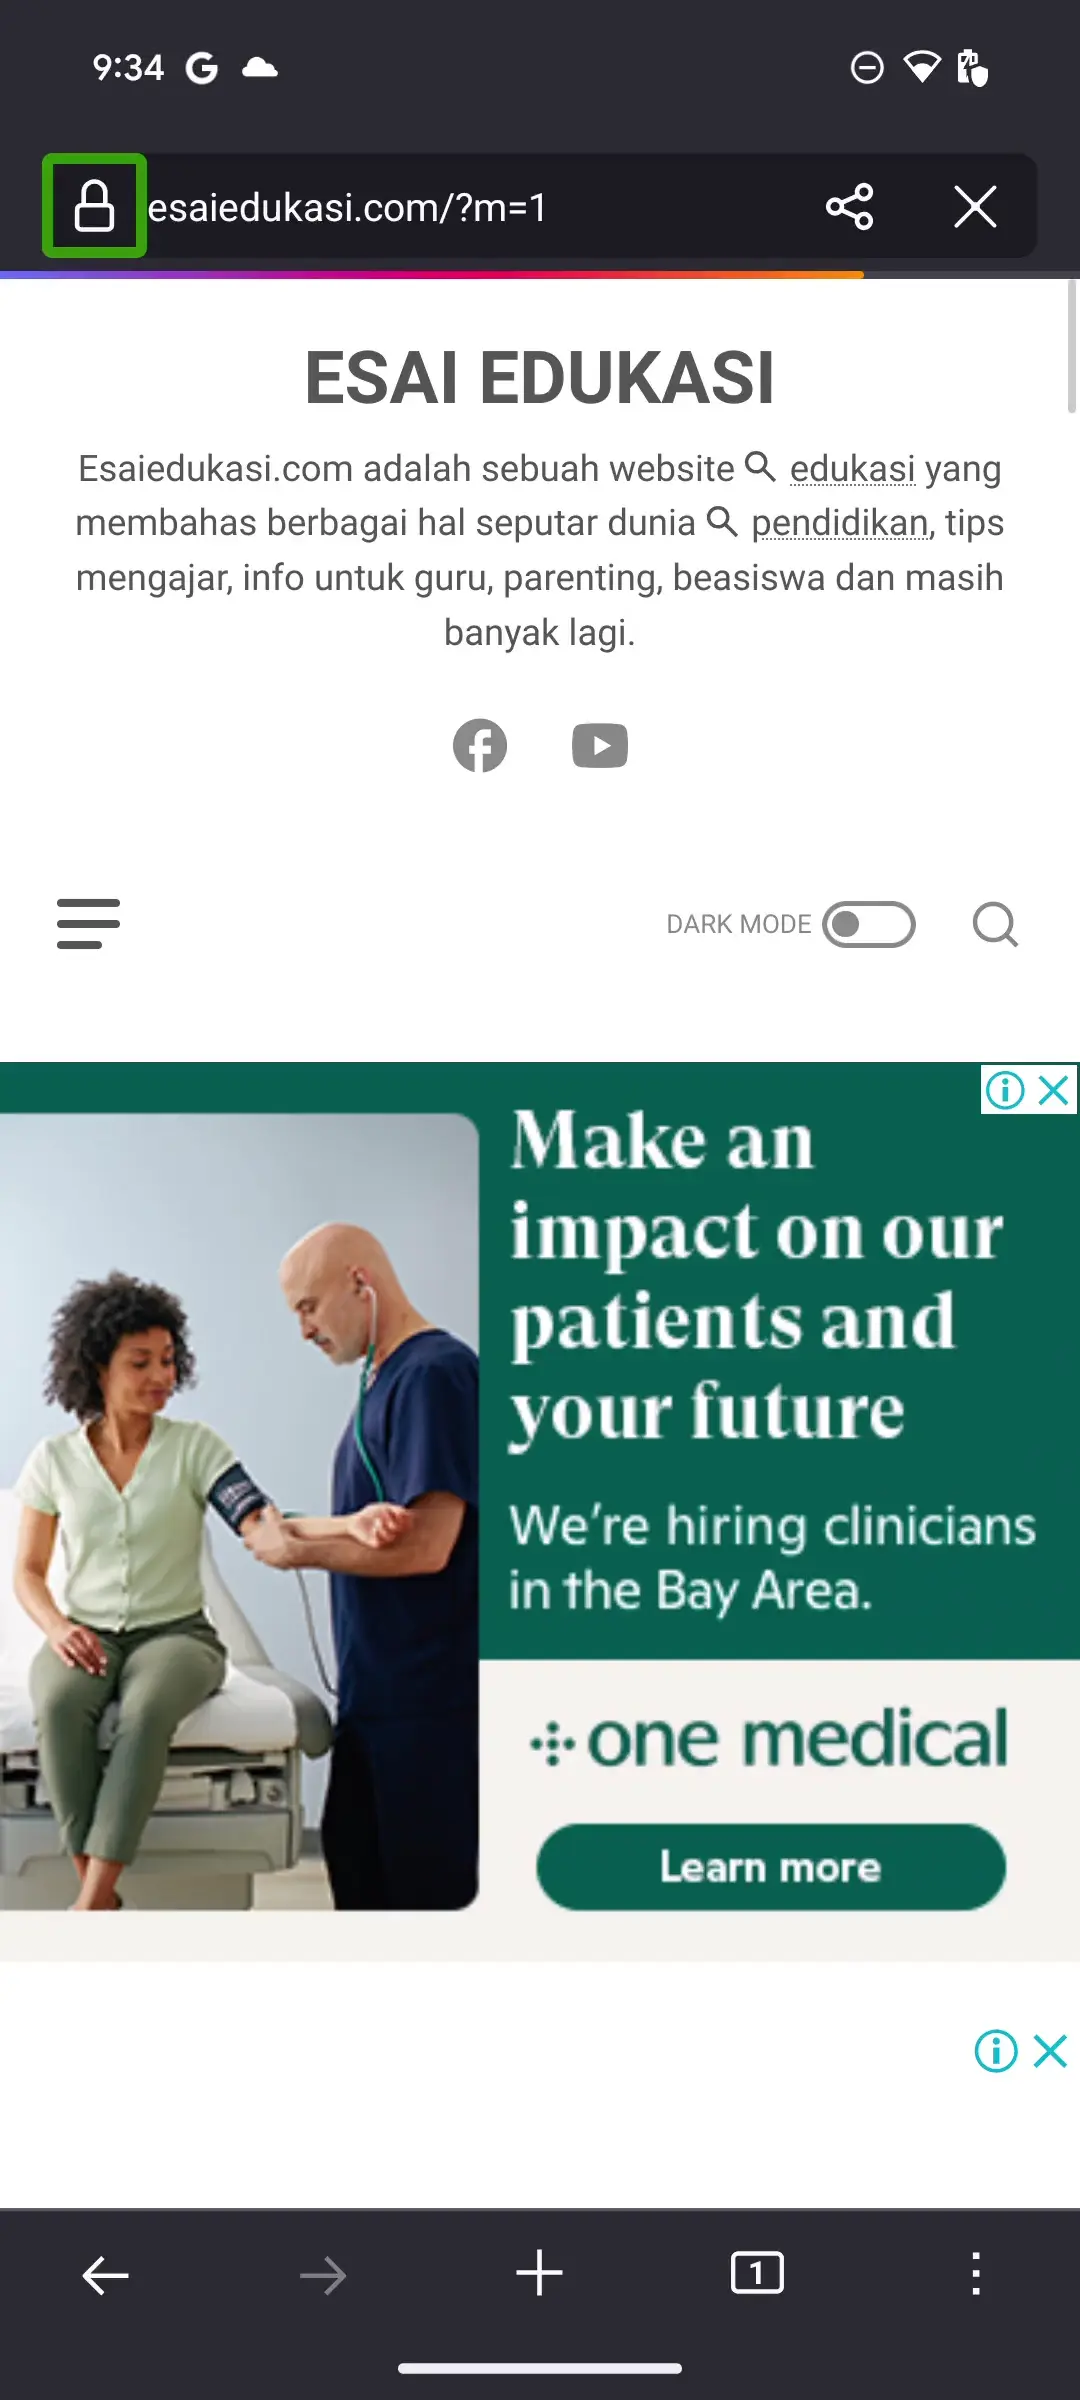 9:34
esaiedukasi.com/?m=1
ESAI EDUKASI
Esaiedukasi.com adalah sebuah website edukasi yang
membahas berbagai hal seputar dunia pendidikan, tips
mengajar, info untuk guru, parenting, beasiswa dan masih
banyak lagi.
DARK MODE
Make an
impact on our
patients and
your future
We're hiring clinicians
in the Bay Area.
one medical
Learn more
1